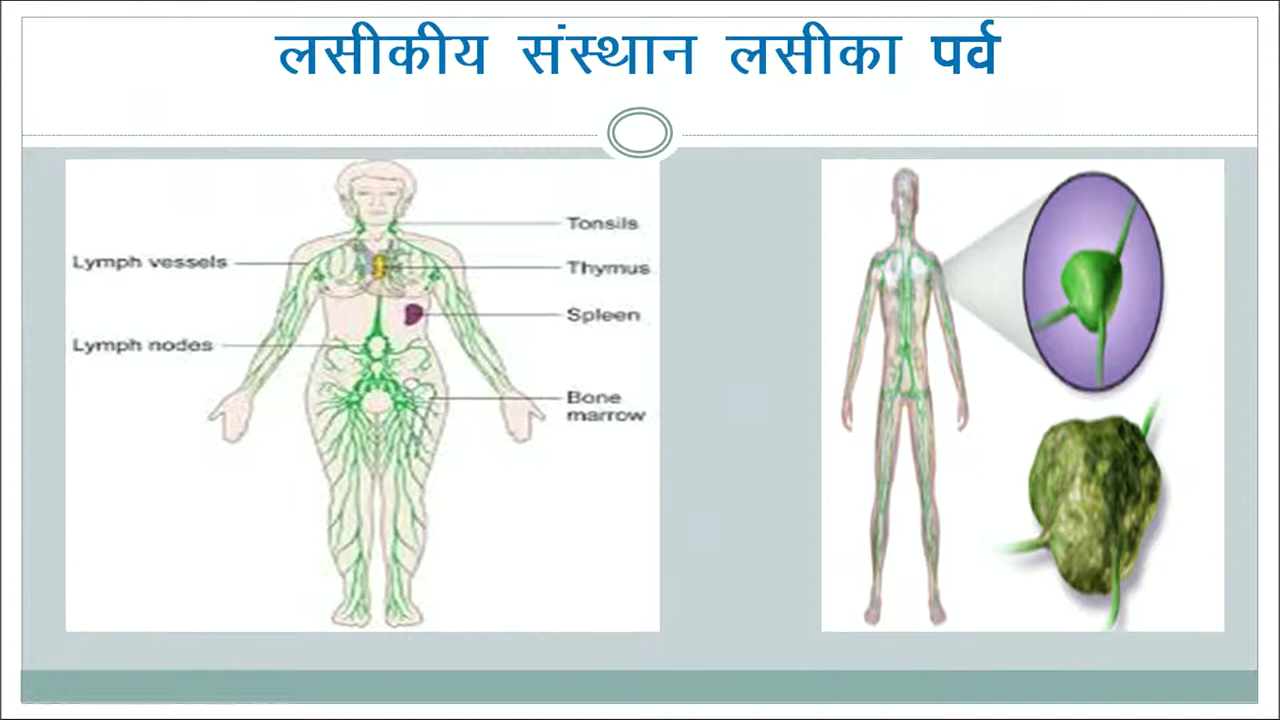 लसीकीय संस्थान लसीका पर्व
Tonsils
Lymph vessels
Thymus
Spleen
Lymph nodes
Bone
marrow